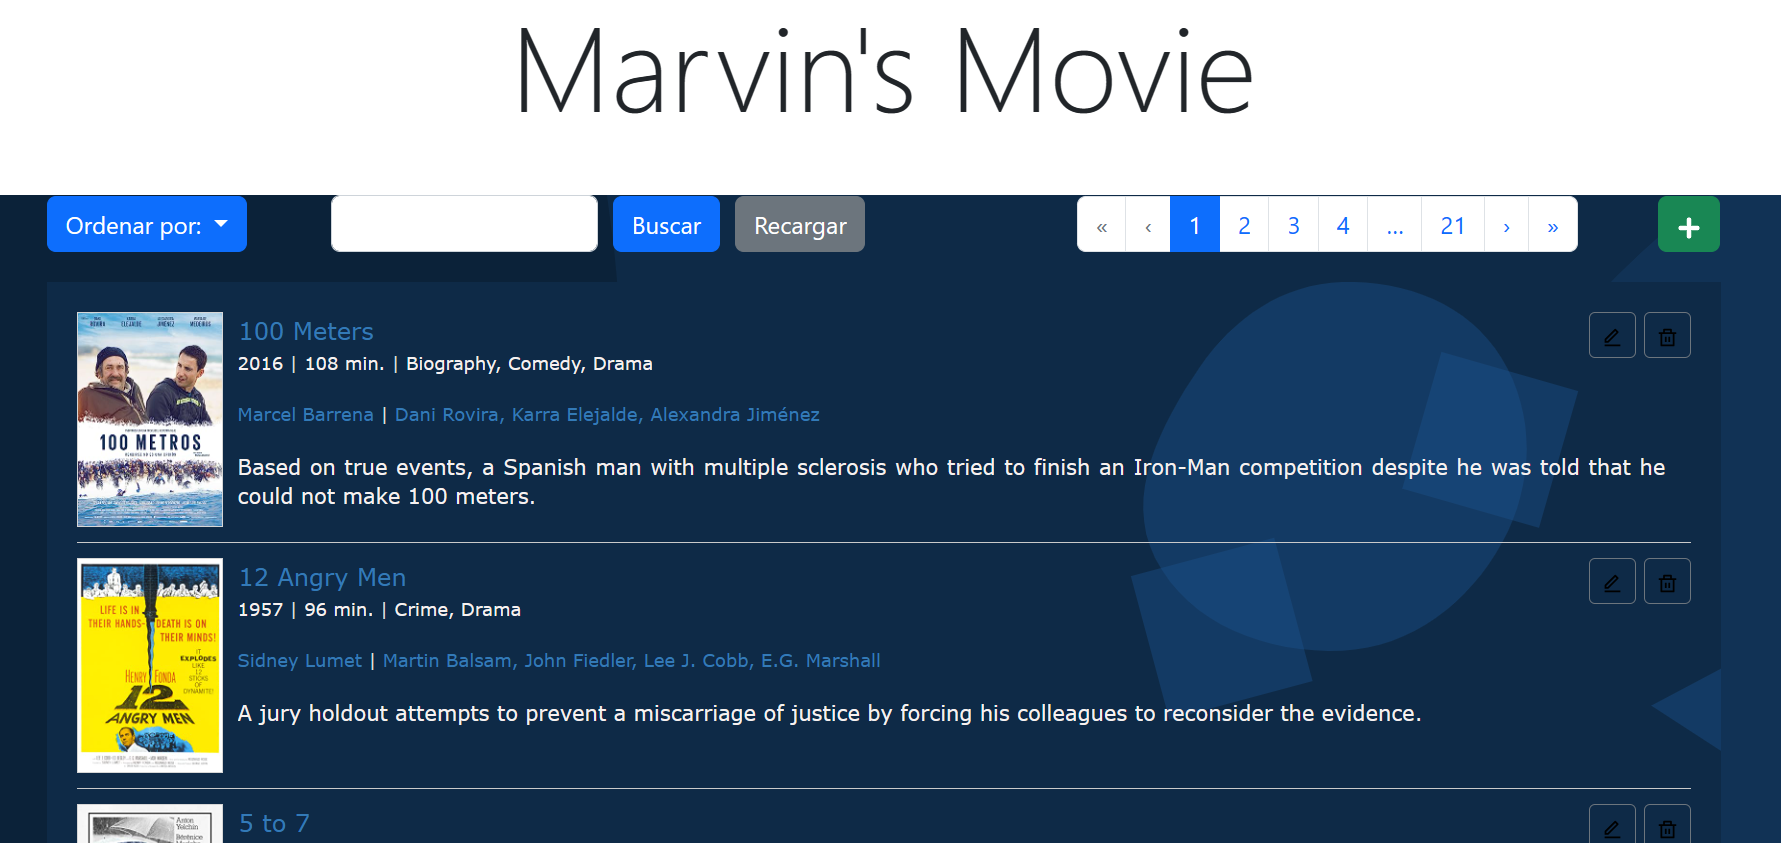 Marvin's Movie
Ordenar por:
Buscar
Recargar
« ‹ 1 2 3 4 ... 21 › »
+
100 Meters
2016 | 108 min. | Biography, Comedy, Drama
Marcel Barrena | Dani Rovira, Karra Elejalde, Alexandra Jiménez
Based on true events, a Spanish man with multiple sclerosis who tried to finish an Iron-Man competition despite he was told that he
could not make 100 meters.
ROVIRA ELEJALDE JIMÉNEZ MEDEIROS
100 METROS
12 Angry Men
1957 | 96 min. | Crime, Drama
Sidney Lumet | Martin Balsam, John Fiedler, Lee J. Cobb, E.G. Marshall
A jury holdout attempts to prevent a miscarriage of justice by forcing his colleagues to reconsider the evidence.
LIFE IS IN
THEIR HANDS-
DEATH IS ON
THEIR MINDS!
IT
EXPLODES
LIKE
12
STICKS
OF
DYNAMITE!
HENRY FONDA
12
ANGRY MEN
5 to 7
Anton
Yelchin
Bérénice